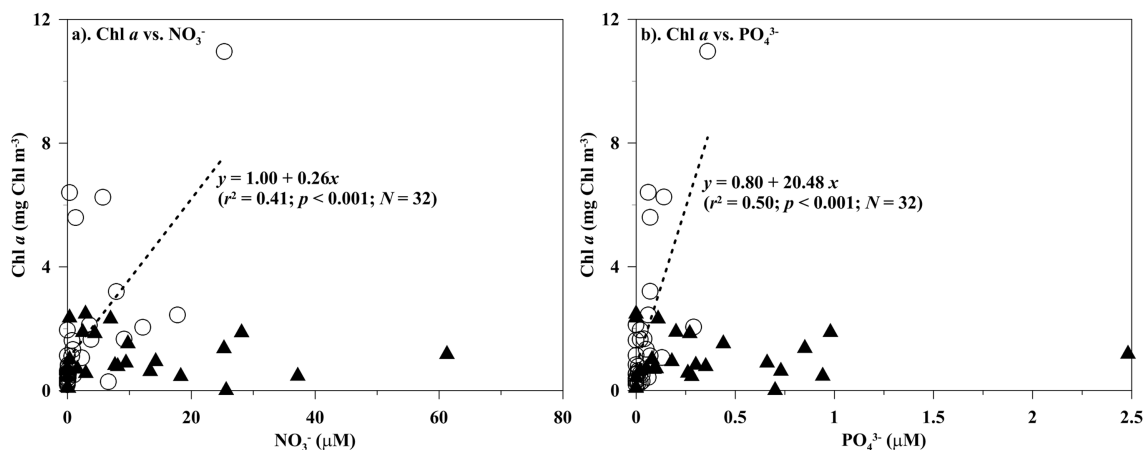 12
8
4
0
Chl a (mg Chl m⁻³)
a). Chl a vs. NO₃⁻
y = 1.00 + 0.26x
(r² = 0.41; p < 0.001; N = 32)
0 20 40 60 80
NO₃⁻ (μM)
12
8
4
0
Chl a (mg Chl m⁻³)
b). Chl a vs. PO₄³⁻
y = 0.80 + 20.48 x
(r² = 0.50; p < 0.001; N = 32)
0 0.5 1 1.5 2 2.5
PO₄³⁻ (μM)